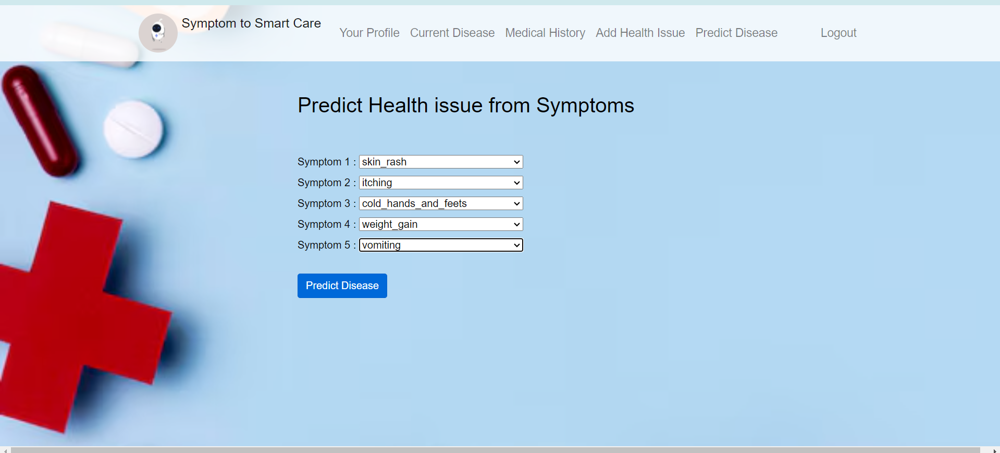 Symptom to Smart Care
Your Profile Current Disease Medical History Add Health Issue Predict Disease Logout
Predict Health issue from Symptoms
Symptom 1 : skin_rash
Symptom 2 : itching
Symptom 3 : cold_hands_and_feets
Symptom 4 : weight_gain
Symptom 5 : vomiting
Predict Disease